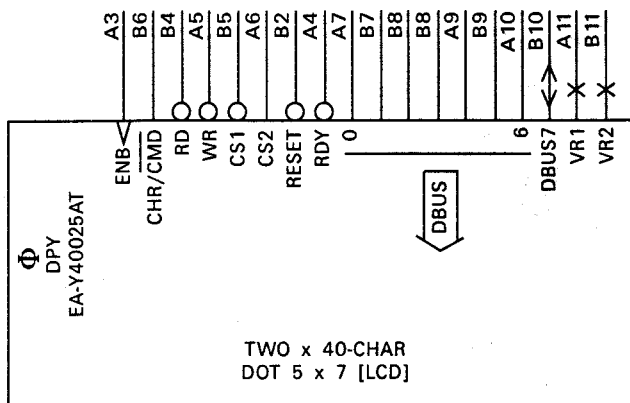 A3 B6 B4 A5 B5 A6 B2 A4 A7 B7 B8 B8 A9 B9 A10 B10 A11 B11
ENB CHR/CMD RD WR CS1 CS2 RESET RDY 0 6 DBUS7 VR1 VR2
DBUS
Φ
DPY
EA-Y40025AT
TWO x 40-CHAR
DOT 5 x 7 [LCD]